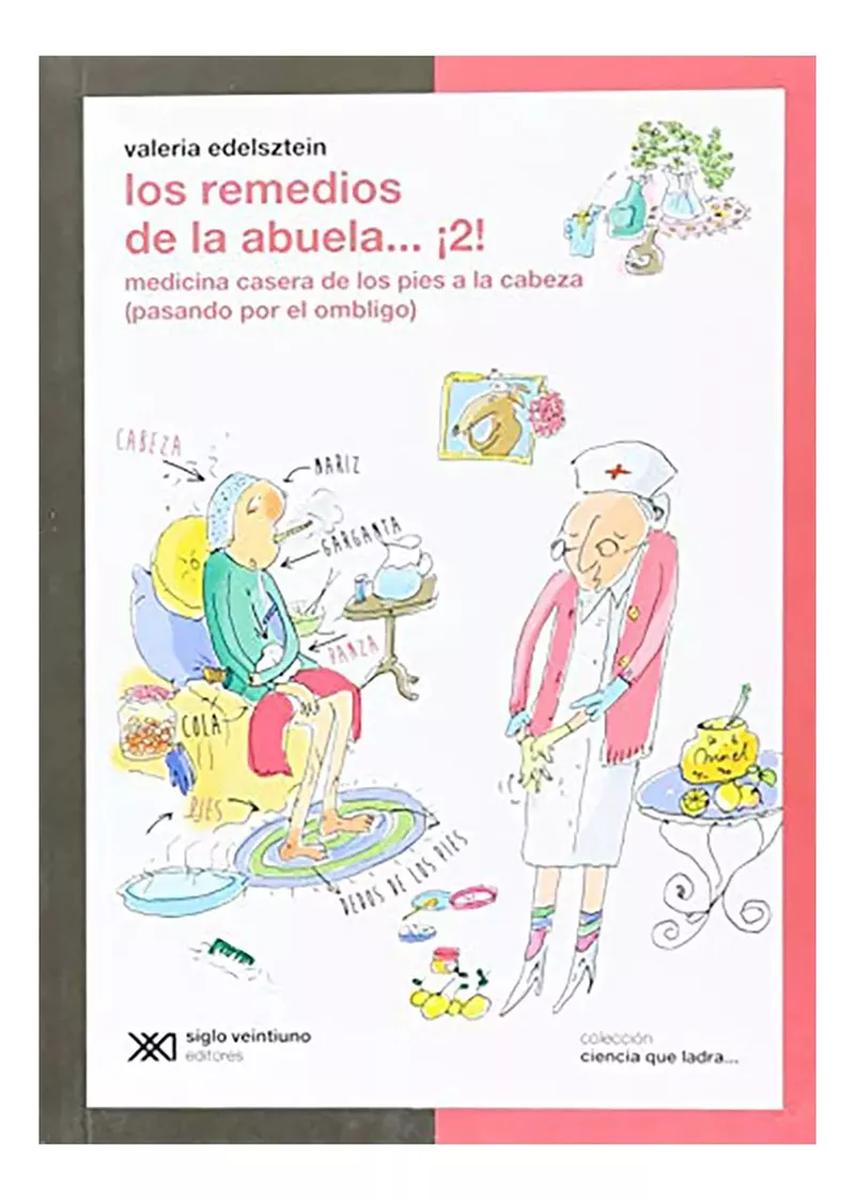 valeria edelsztein
los remedios
de la abuela... ¡2!
medicina casera de los pies a la cabeza
(pasando por el ombligo)
CABEZA
NARIZ
GARGANTA
PANZA
COLA
PIES
DEDOS DE LOS PIES
miel
siglo veintiuno
editores
colección
ciencia que ladra...